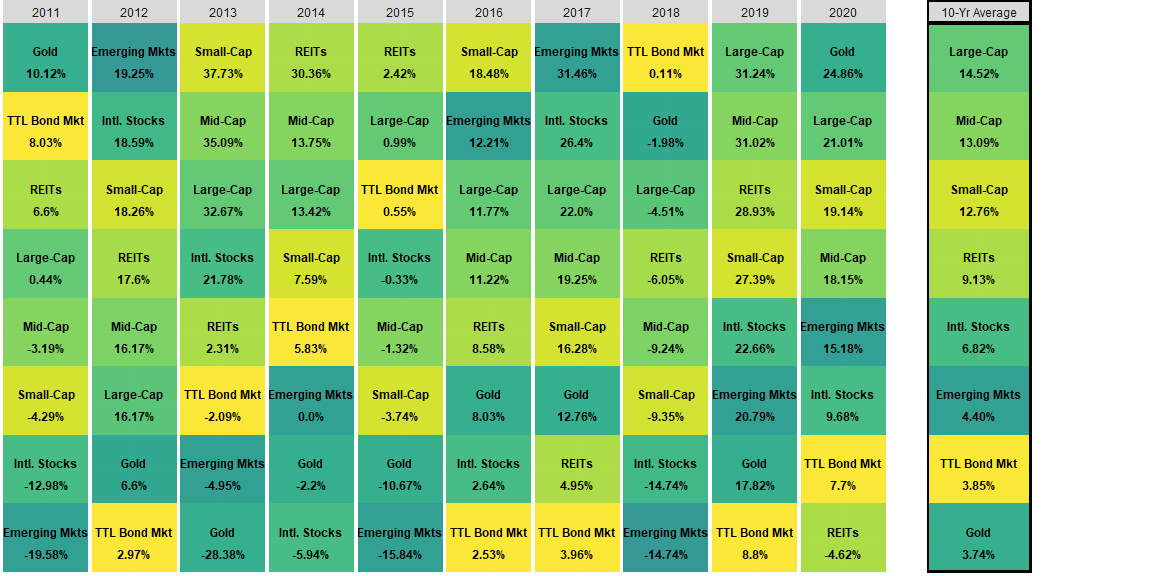 2011 2012 2013 2014 2015 2016 2017 2018 2019 2020 10-Yr Average
Gold Emerging Mkts Small-Cap REITs REITs Small-Cap Emerging Mkts TTL Bond Mkt Large-Cap Gold Large-Cap
10.12% 19.25% 37.73% 30.36% 2.42% 18.48% 31.46% 0.11% 31.24% 24.86% 14.52%
TTL Bond Mkt Intl. Stocks Mid-Cap Mid-Cap Large-Cap Emerging Mkts Intl. Stocks Gold Mid-Cap Large-Cap Mid-Cap
8.03% 18.59% 35.09% 13.75% 0.99% 12.21% 26.4% -1.98% 31.02% 21.01% 13.09%
REITs Small-Cap Large-Cap Large-Cap TTL Bond Mkt Large-Cap Large-Cap Large-Cap REITs Small-Cap Small-Cap
6.6% 18.26% 32.67% 13.42% 0.55% 11.77% 22.0% -4.51% 28.93% 19.14% 12.76%
Large-Cap REITs Intl. Stocks Small-Cap Intl. Stocks Mid-Cap Mid-Cap REITs Small-Cap Mid-Cap REITs
0.44% 17.6% 21.78% 7.59% -0.33% 11.22% 19.25% -6.05% 27.39% 18.15% 9.13%
Mid-Cap Mid-Cap REITs TTL Bond Mkt Mid-Cap REITs Small-Cap Mid-Cap Intl. Stocks Emerging Mkts Intl. Stocks
-3.19% 16.17% 2.31% 5.83% -1.32% 8.58% 16.28% -9.24% 22.66% 15.18% 6.82%
Small-Cap Large-Cap TTL Bond Mkt Emerging Mkts Small-Cap Gold Gold Small-Cap Emerging Mkts Intl. Stocks Emerging Mkts
-4.29% 16.17% -2.09% 0.0% -3.74% 8.03% 12.76% -9.35% 20.79% 9.68% 4.40%
Intl. Stocks Gold Emerging Mkts Gold Gold Intl. Stocks REITs Intl. Stocks Gold TTL Bond Mkt TTL Bond Mkt
-12.98% 6.6% -4.95% -2.2% -10.67% 2.64% 4.95% -14.74% 17.82% 7.7% 3.85%
Emerging Mkts TTL Bond Mkt Gold Intl. Stocks Emerging Mkts TTL Bond Mkt TTL Bond Mkt Emerging Mkts TTL Bond Mkt REITs Gold
-19.58% 2.97% -28.38% -5.94% -15.84% 2.53% 3.96% -14.74% 8.8% -4.62% 3.74%